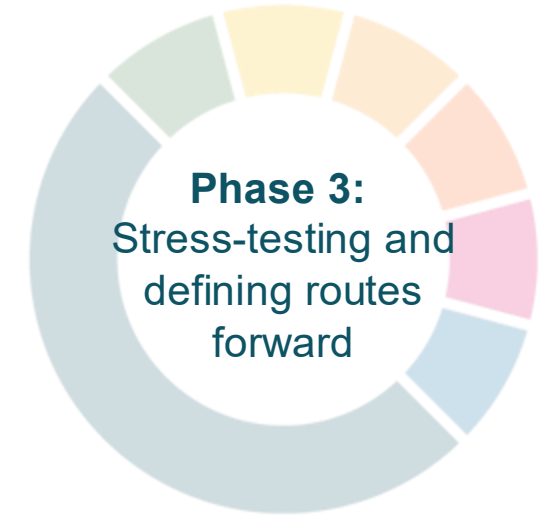 Phase 3:
Stress-testing and
defining routes
forward